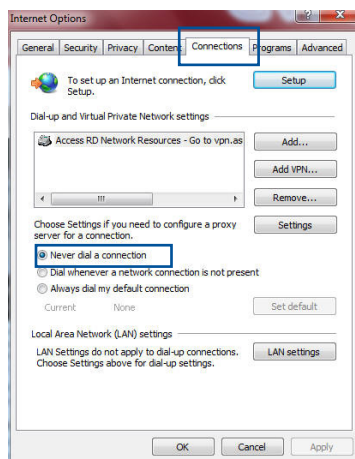 Internet Options
General Security Privacy Content Connections Programs Advanced
To set up an Internet connection, click
Setup.
Setup
Dial-up and Virtual Private Network settings
Access RD Network Resources - Go to vpn.as
Add...
Add VPN...
Remove...
Choose Settings if you need to configure a proxy
server for a connection.
Settings
Never dial a connection
Dial whenever a network connection is not present
Always dial my default connection
Current None
Set default
Local Area Network (LAN) settings
LAN Settings do not apply to dial-up connections.
Choose Settings above for dial-up settings.
LAN settings
OK Cancel Apply